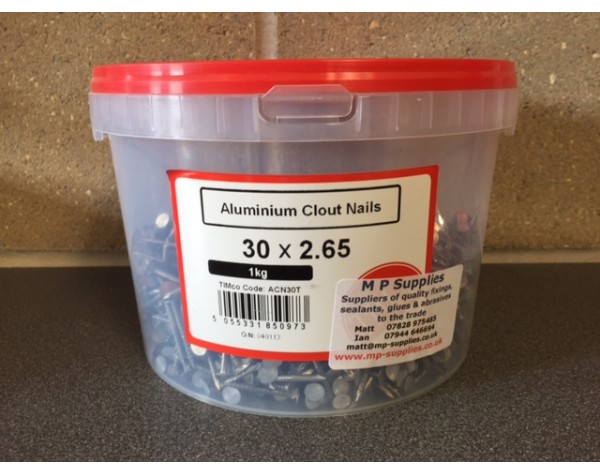 Aluminium Clout Nails
30 x 2.65
1kg
TIMco Code: ACN30T
5 055331 850973
M P Supplies
Suppliers of quality fixings,
sealants, glues & abrasives
to the trade
Matt 07828 975485
Ian 07944 646694
matt@mp-supplies.co.uk
www.mp-supplies.co.uk